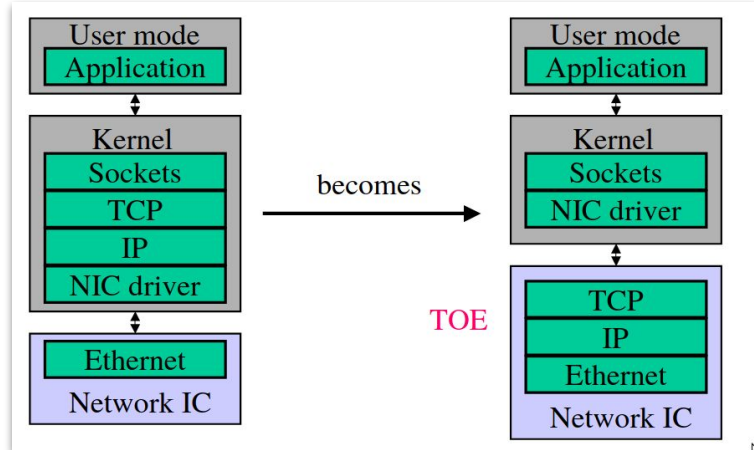 User mode
Application
Kernel
Sockets
TCP
IP
NIC driver
Ethernet
Network IC
becomes
TOE
User mode
Application
Kernel
Sockets
NIC driver
TCP
IP
Ethernet
Network IC